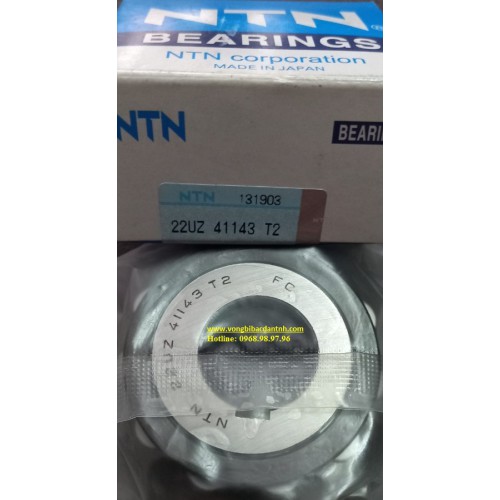 NTN®
BEARINGS
NTN corporation
MADE IN JAPAN
NTN
BEARI
NTN 131903
22UZ 41143 T2
NTN 22UZ 41143 T2 FC
www.vongbibacdantnh.com
Hotline: 0968.98.97.96